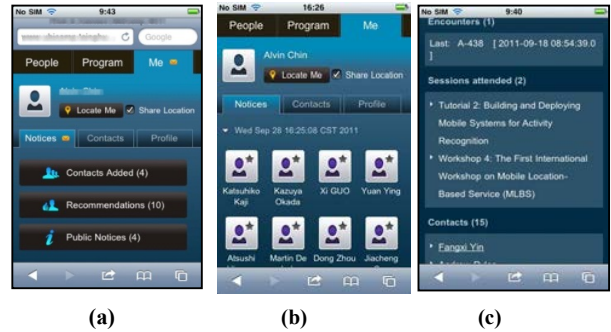 No SIM 9:43
Google
People Program Me
Locate Me Share Location
Notices Contacts Profile
Contacts Added (4)
Recommendations (10)
Public Notices (4)
(a)
No SIM 16:26
People Program Me
Alvin Chin
Locate Me Share Location
Notices Contacts Profile
Wed Sep 28 16:25:08 CST 2011
Katsuhiko Kazuya Xi GUO Yuan Ying
Kaji Okada
Atsushi Martin De Dong Zhou Jiacheng
(b)
No SIM 9:40
Encounters (1)
Last: A-438 [ 2011-09-18 08:54:39.0
]
Sessions attended (2)
Tutorial 2: Building and Deploying
Mobile Systems for Activity
Recognition
Workshop 4: The First International
Workshop on Mobile Location-
Based Service (MLBS)
Contacts (15)
Fangxi Yin
(c)